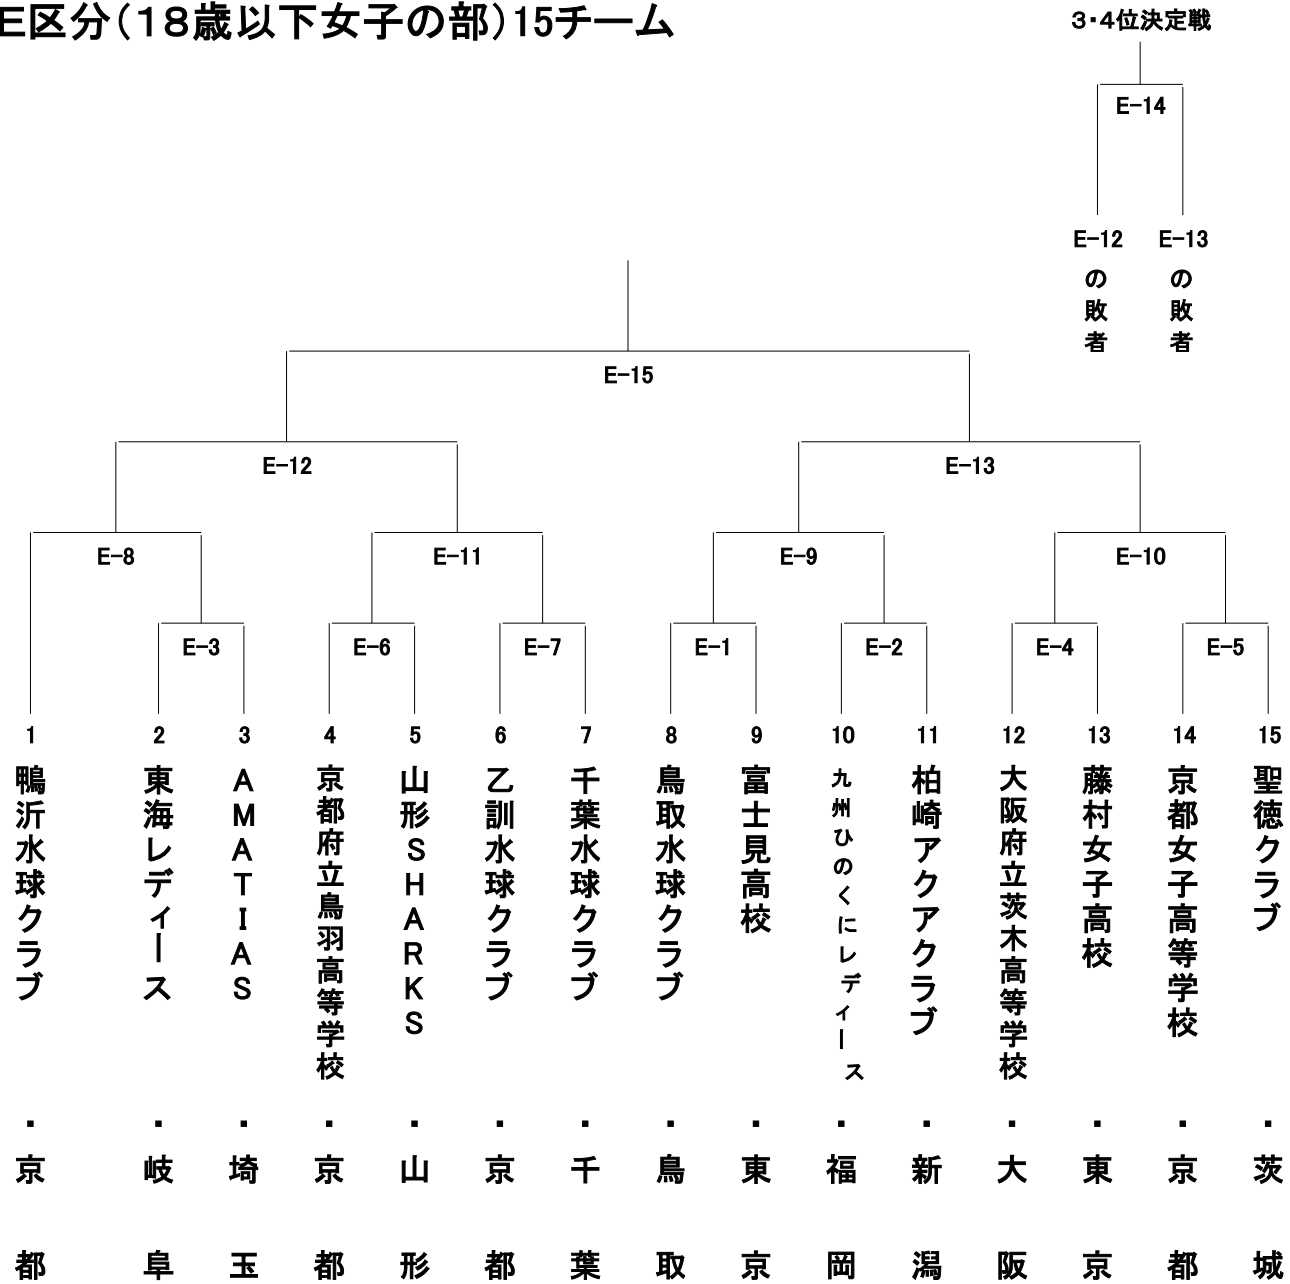 E区分(18歳以下女子の部)15チーム
3・4位決定戦
E-14
E-12の敗者
E-13の敗者
E-15
E-12
E-13
E-8
E-11
E-9
E-10
E-3
E-6
E-7
E-1
E-2
E-4
E-5
1 鴨沂水球クラブ・京都
2 東海レディース・岐阜
3 AMATIAS・埼玉
4 京都府立鳥羽高等学校・京都
5 山形SHARKS・山形
6 乙訓水球クラブ・京都
7 千葉水球クラブ・千葉
8 鳥取水球クラブ・鳥取
9 富士見高校・東京
10 九州ひのくにレディース・福岡
11 柏崎アクアクラブ・新潟
12 大阪府立茨木高等学校・大阪
13 藤村女子高校・東京
14 京都女子高等学校・京都
15 聖徳クラブ・茨城